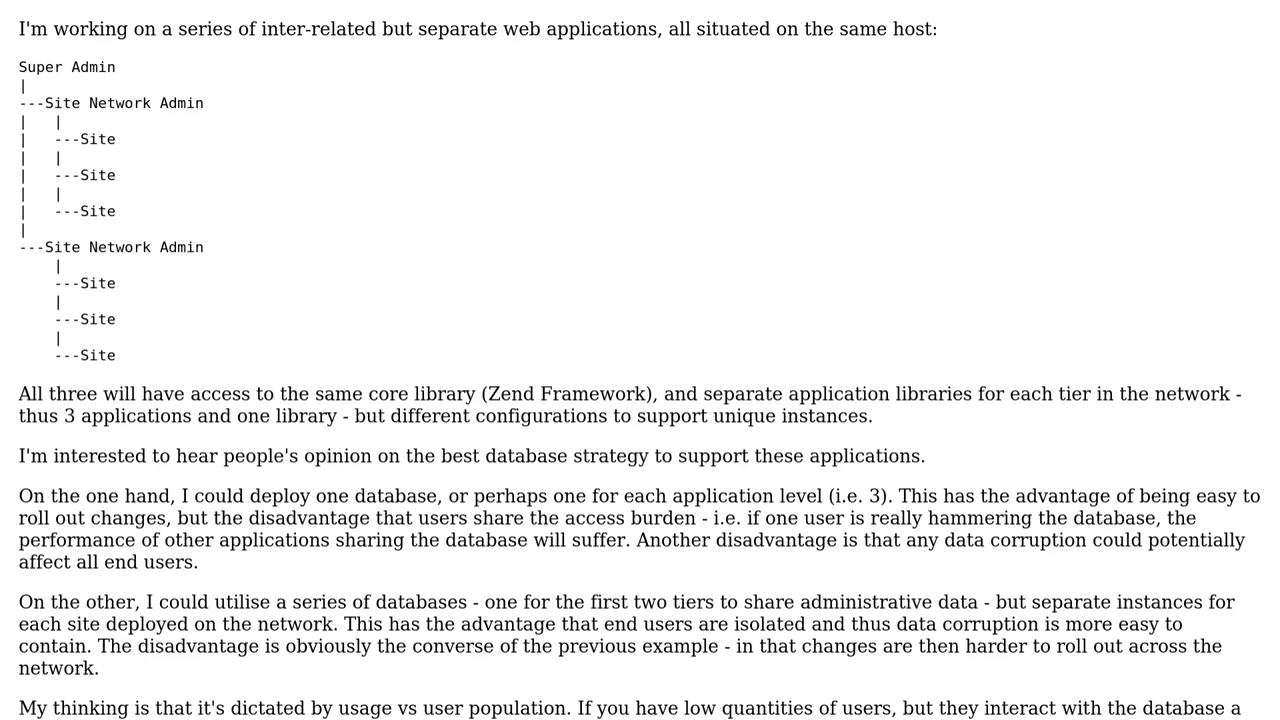 I'm working on a series of inter-related but separate web applications, all situated on the same host:
Super Admin
|
---Site Network Admin
|   |
|   ---Site
|   |
|   ---Site
|   |
|   ---Site
|
---Site Network Admin
    |
    ---Site
    |
    ---Site
    |
    ---Site
All three will have access to the same core library (Zend Framework), and separate application libraries for each tier in the network -
thus 3 applications and one library - but different configurations to support unique instances.
I'm interested to hear people's opinion on the best database strategy to support these applications.
On the one hand, I could deploy one database, or perhaps one for each application level (i.e. 3). This has the advantage of being easy to
roll out changes, but the disadvantage that users share the access burden - i.e. if one user is really hammering the database, the
performance of other applications sharing the database will suffer. Another disadvantage is that any data corruption could potentially
affect all end users.
On the other, I could utilise a series of databases - one for the first two tiers to share administrative data - but separate instances for
each site deployed on the network. This has the advantage that end users are isolated and thus data corruption is more easy to
contain. The disadvantage is obviously the converse of the previous example - in that changes are then harder to roll out across the
network.
My thinking is that it's dictated by usage vs user population. If you have low quantities of users, but they interact with the database a